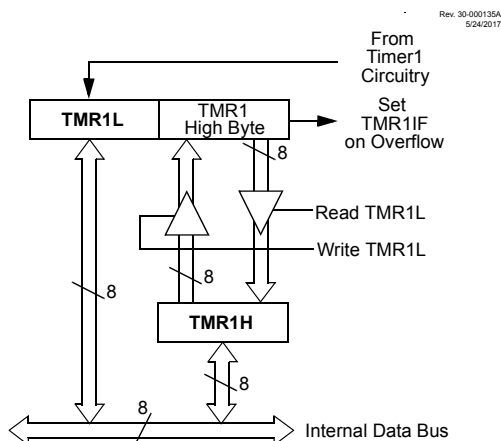 Rev. 30-000135A
5/24/2017
From
Timer1
Circuitry
TMR1L
TMR1
High Byte
Set
TMR1IF
on Overflow
8
Read TMR1L
Write TMR1L
8
8
TMR1H
8
8
Internal Data Bus